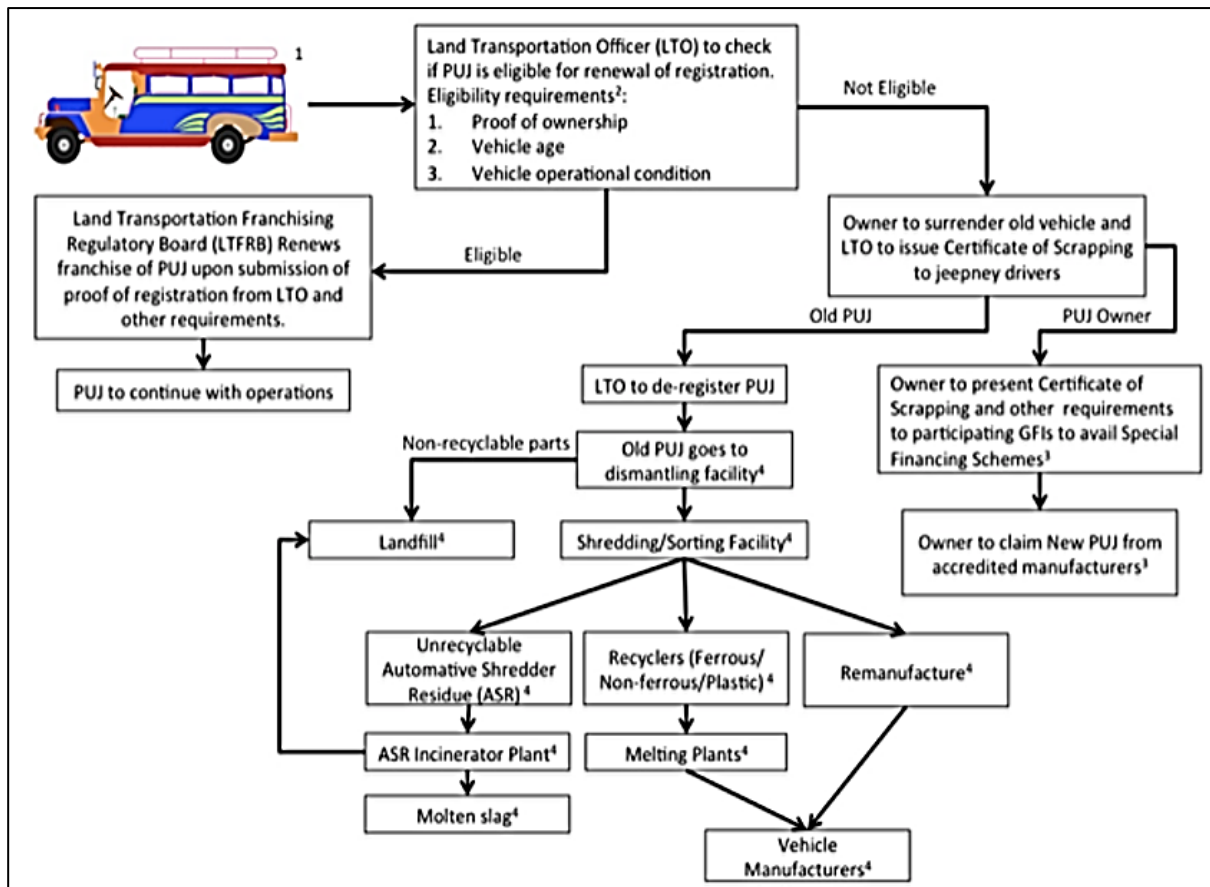 1
Land Transportation Officer (LTO) to check
if PUJ is eligible for renewal of registration.
Eligibility requirements²:
1. Proof of ownership
2. Vehicle age
3. Vehicle operational condition
Not Eligible
Land Transportation Franchising
Regulatory Board (LTFRB) Renews
franchise of PUJ upon submission of
proof of registration from LTO and
other requirements.
Eligible
Owner to surrender old vehicle and
LTO to issue Certificate of Scrapping
to jeepney drivers
Old PUJ
PUJ Owner
PUJ to continue with operations
LTO to de-register PUJ
Owner to present Certificate of
Scrapping and other requirements
to participating GFIs to avail Special
Financing Schemes³
Non-recyclable parts
Old PUJ goes to
dismantling facility⁴
Landfill⁴
Shredding/Sorting Facility⁴
Owner to claim New PUJ from
accredited manufacturers³
Unrecyclable
Automative Shredder
Residue (ASR) ⁴
Recyclers (Ferrous/
Non-ferrous/Plastic) ⁴
Remanufacture⁴
ASR Incinerator Plant⁴
Melting Plants⁴
Molten slag⁴
Vehicle
Manufacturers⁴